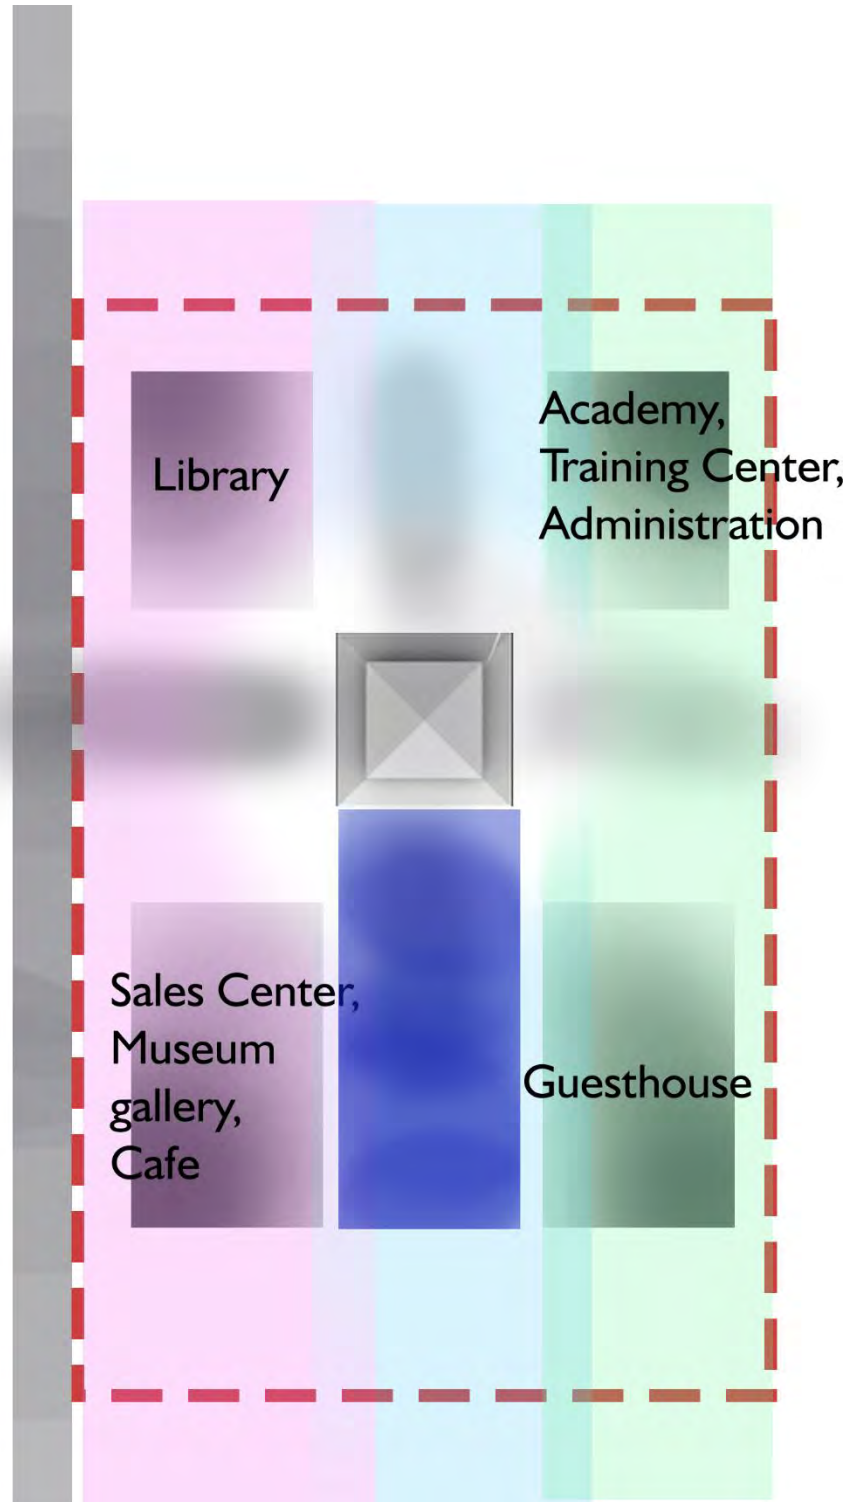 Library
Academy,
Training Center,
Administration
Sales Center,
Museum
gallery,
Cafe
Guesthouse